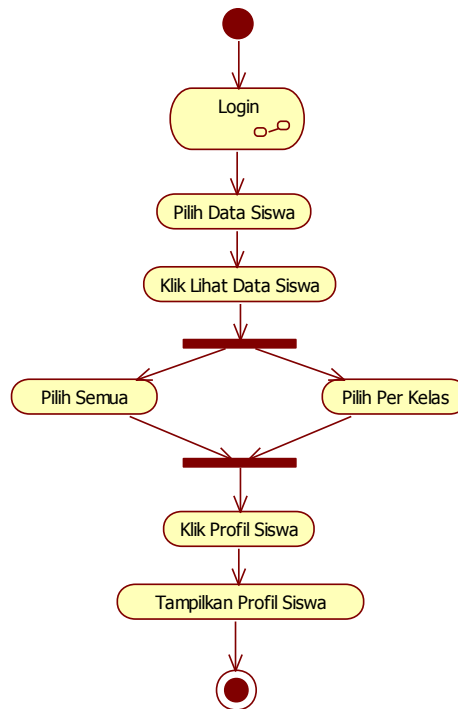 Login
Pilih Data Siswa
Klik Lihat Data Siswa
Pilih Semua
Pilih Per Kelas
Klik Profil Siswa
Tampilkan Profil Siswa